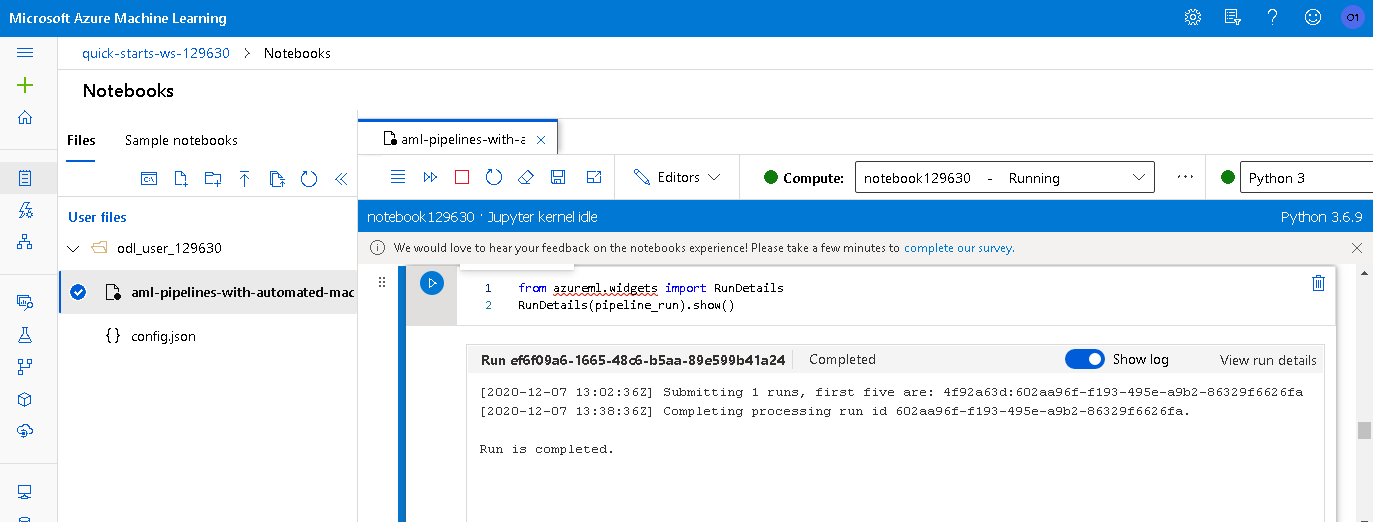 Microsoft Azure Machine Learning
O1
quick-starts-ws-129630 > Notebooks
Notebooks
Files Sample notebooks
aml-pipelines-with-a
Editors
Compute: notebook129630 - Running
Python 3
User files
odl_user_129630
aml-pipelines-with-automated-mac
{} config.json
notebook129630 · Jupyter kernel idle
Python 3.6.9
We would love to hear your feedback on the notebooks experience! Please take a few minutes to complete our survey.
1 from azureml.widgets import RunDetails
2 RunDetails(pipeline_run).show()
Run ef6f09a6-1665-48c6-b5aa-89e599b41a24 Completed Show log View run details
[2020-12-07 13:02:36Z] Submitting 1 runs, first five are: 4f92a63d:602aa96f-f193-495e-a9b2-86329f6626fa
[2020-12-07 13:38:36Z] Completing processing run id 602aa96f-f193-495e-a9b2-86329f6626fa.
Run is completed.